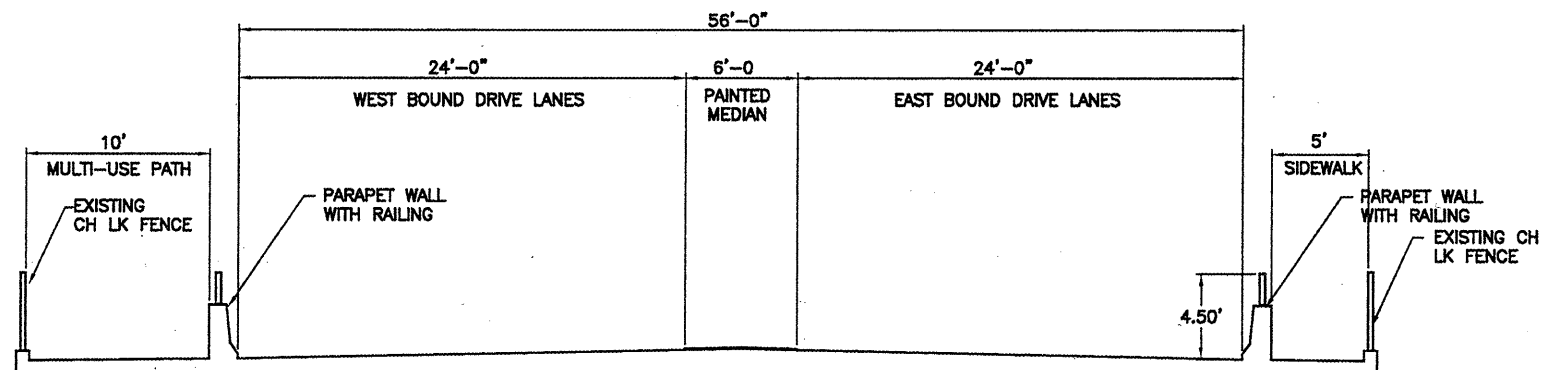 56'-0"
24'-0"
6'-0
24'-0"
WEST BOUND DRIVE LANES
PAINTED
MEDIAN
EAST BOUND DRIVE LANES
10'
MULTI-USE PATH
5'
SIDEWALK
EXISTING
CH LK FENCE
PARAPET WALL
WITH RAILING
PARAPET WALL
WITH RAILING
EXISTING CH
LK FENCE
4.50'